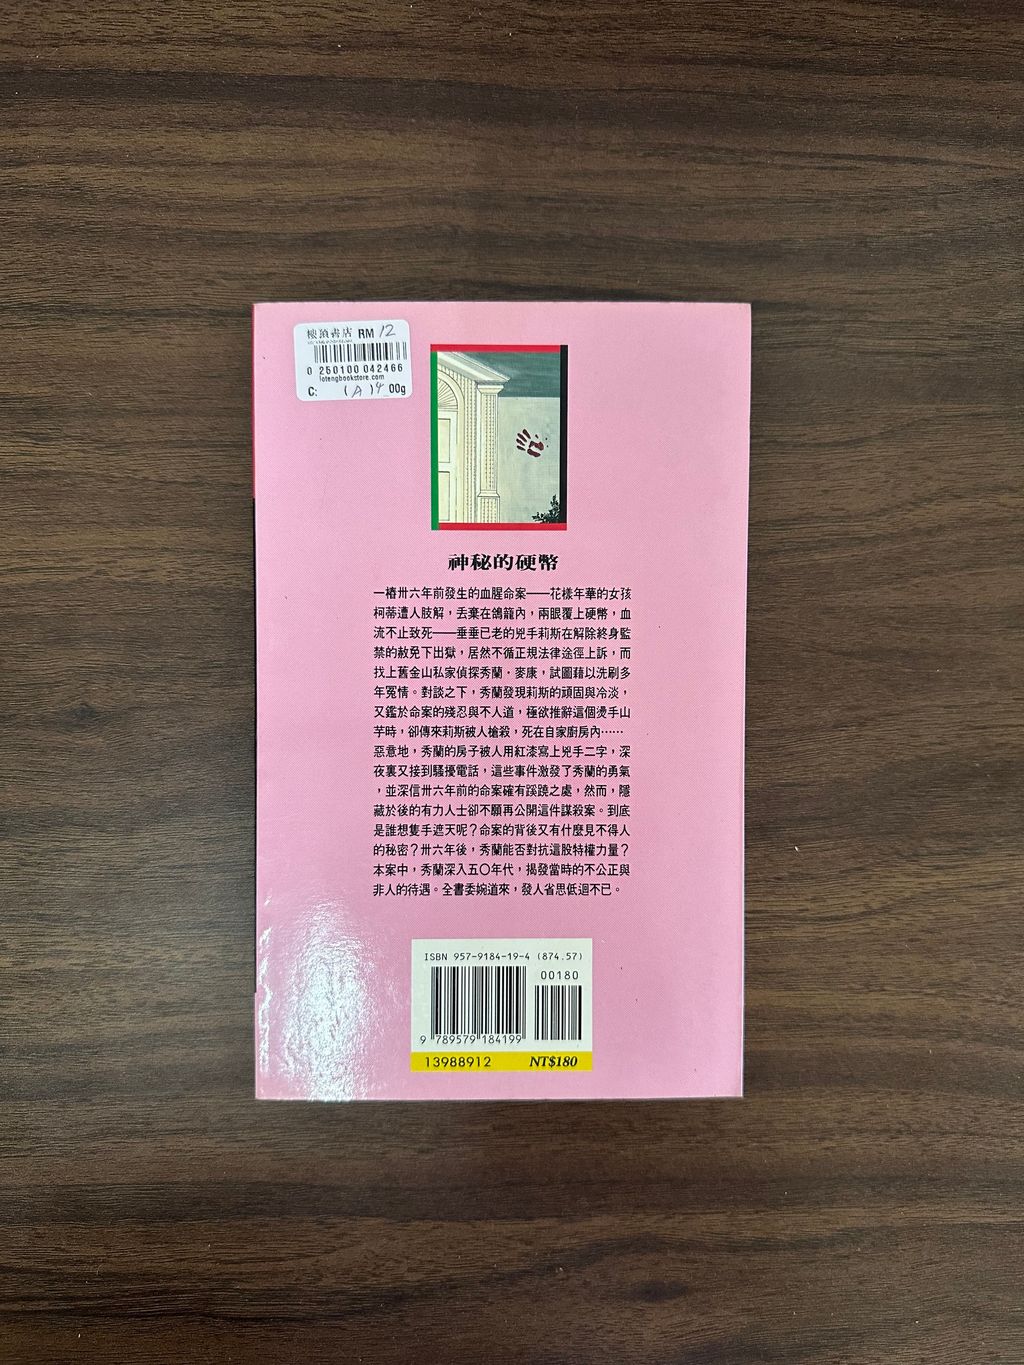 樓頂書店 RM 12
0 250100 042466
lotengbookstore.com
C: (A)4 00g
神秘的硬幣
一樁卅六年前發生的血腥命案——花樣年華的女孩
柯蒂遭人肢解，丟棄在鴿籠內，兩眼覆上硬幣，血
流不止致死——垂垂已老的兇手莉斯在解除終身監
禁的赦免下出獄，居然不循正規法律途徑上訴，而
找上舊金山私家偵探秀蘭·麥康，試圖藉以洗刷多
年冤情。對談之下，秀蘭發現莉斯的頑固與冷淡，
又鑑於命案的殘忍與不人道，極欲推辭這個燙手山
芋時，卻傳來莉斯被人槍殺，死在自家廚房內……
惡意地，秀蘭的房子被人用紅漆寫上兇手二字，深
夜裏又接到騷擾電話，這些事件激發了秀蘭的勇氣
，並深信卅六年前的命案確有蹊蹺之處，然而，隱
藏於後的有力人士卻不願再公開這件謀殺案。到底
是誰想隻手遮天呢？命案的背後又有什麼見不得人
的秘密？卅六年後，秀蘭能否對抗這股特權力量？
本案中，秀蘭深入五〇年代，揭發當時的不公正與
非人的待遇。全書委婉道來，發人省思低迴不已。
ISBN 957-9184-19-4 (874.57)
00180
9 789579 184199
13988912 NT$180